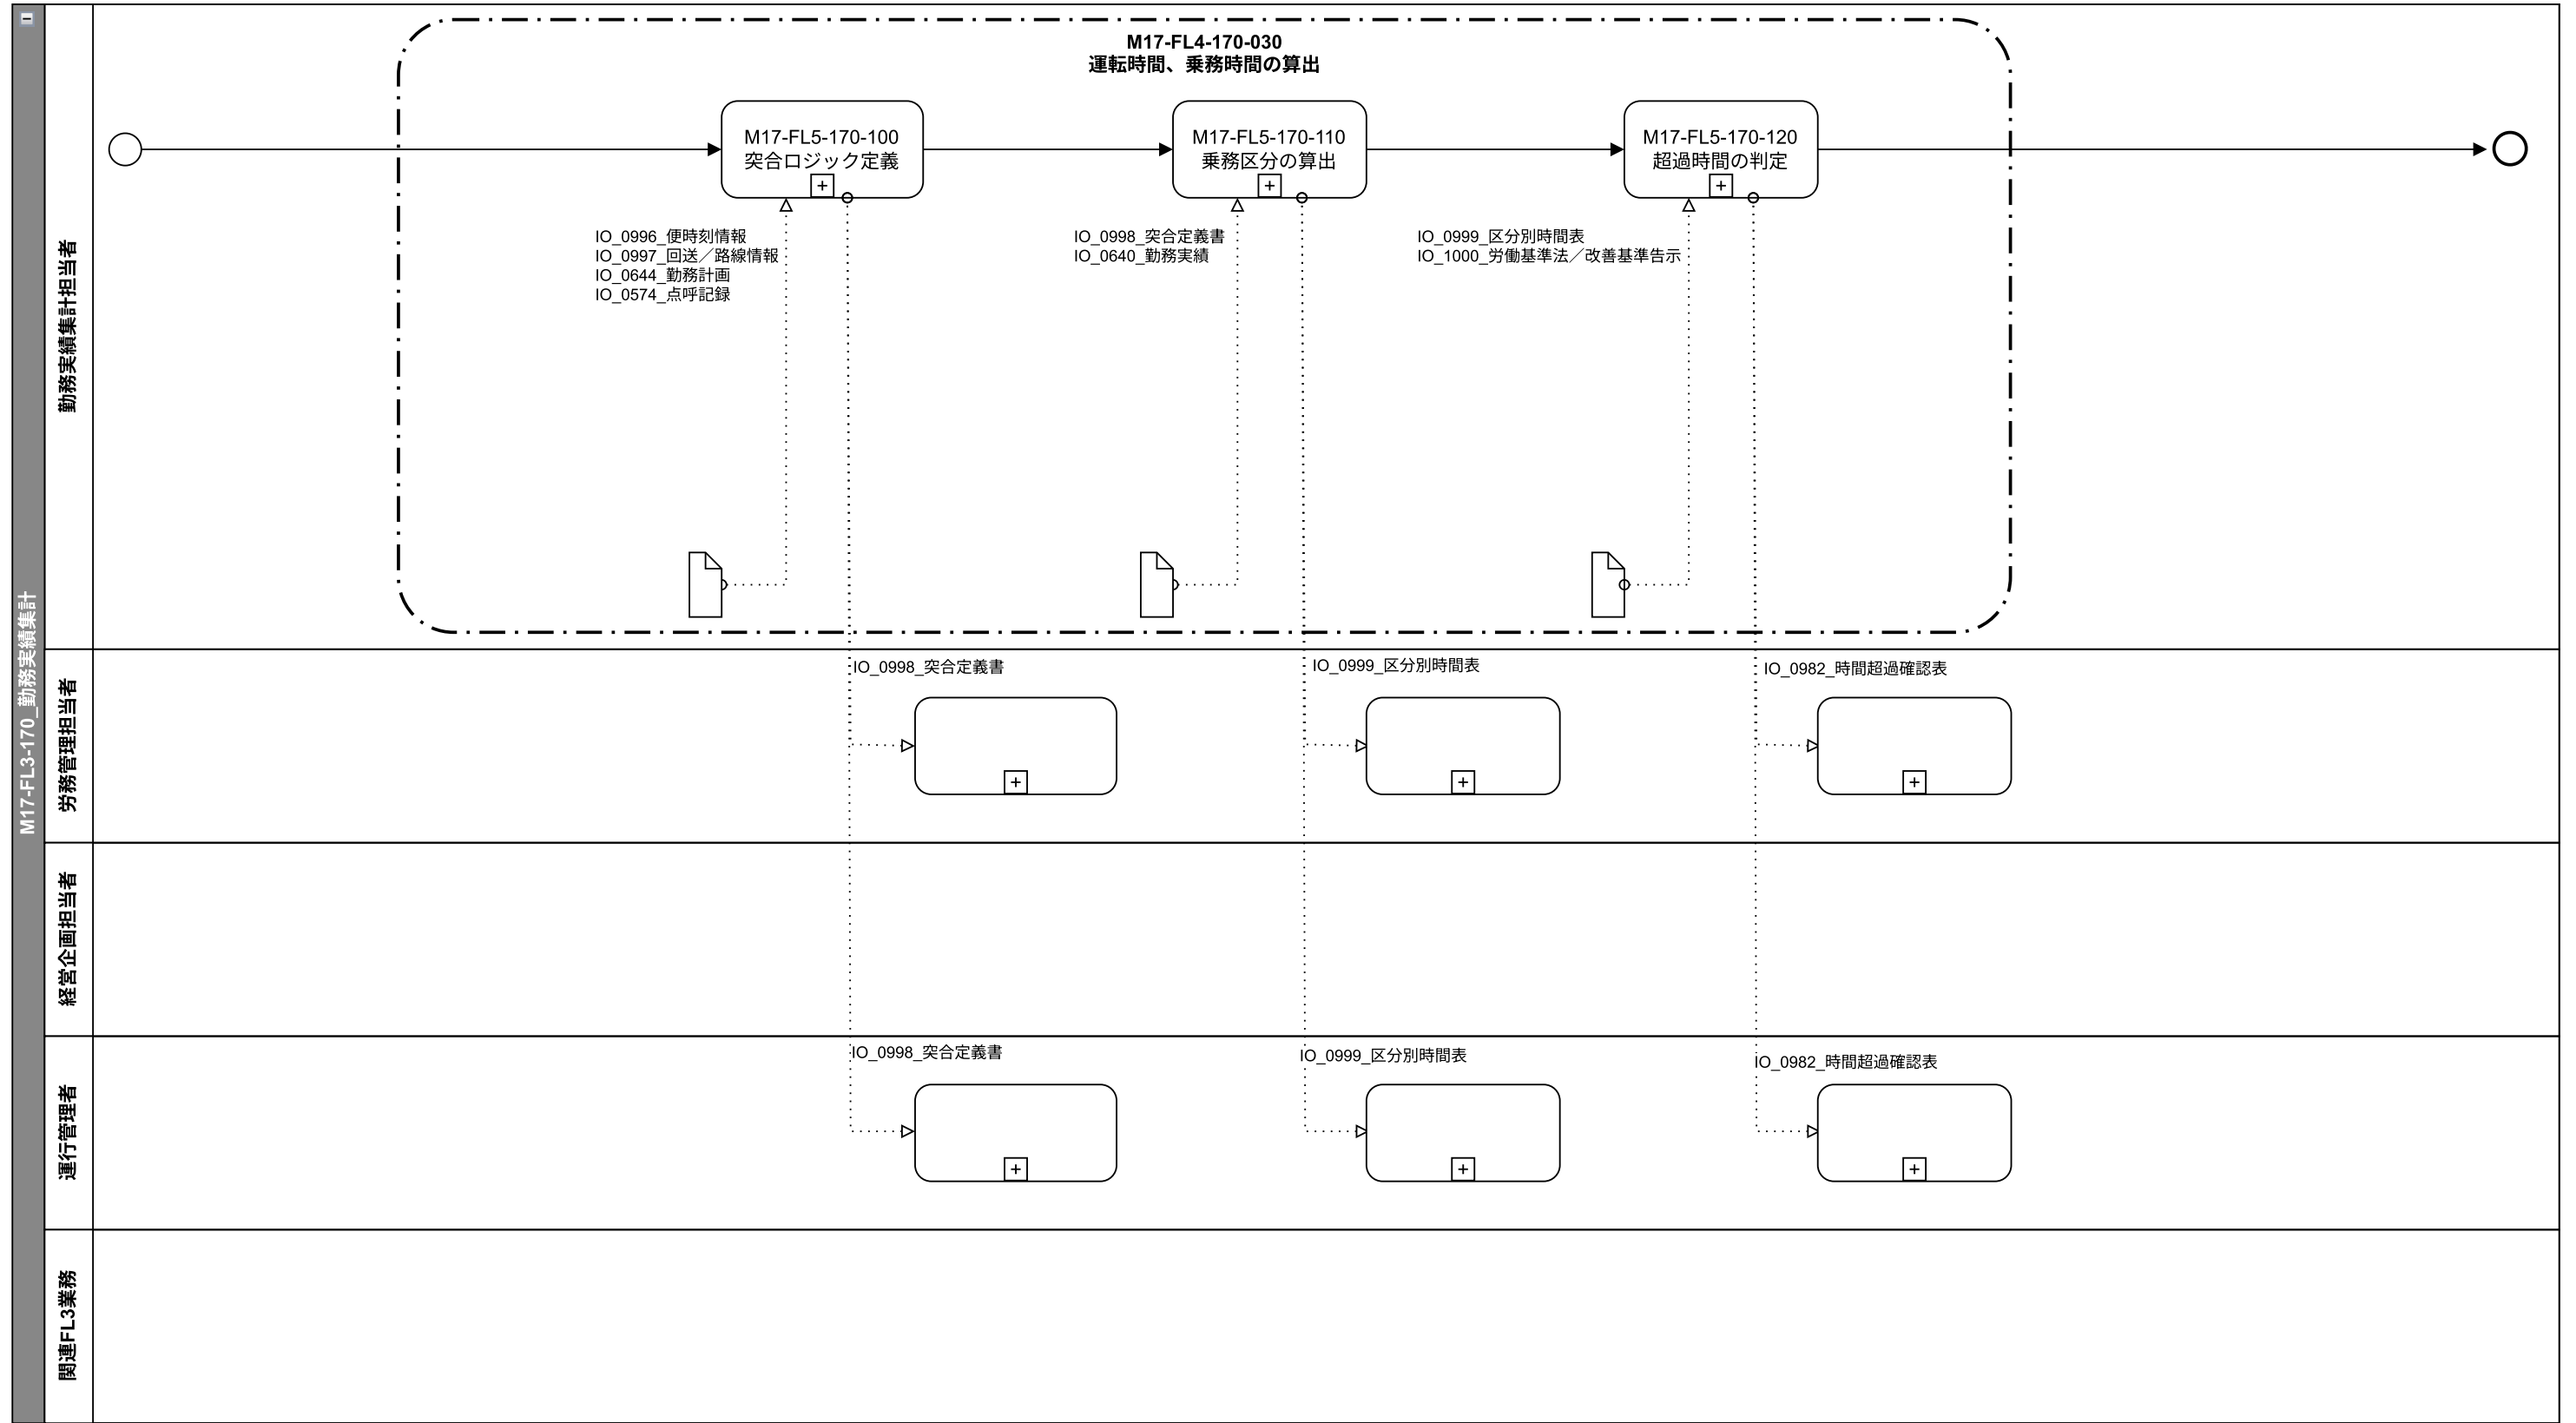 M17-FL3-170_勤務実績集計
勤務実績集計担当者
M17-FL4-170-030
運転時間、乗務時間の算出
M17-FL5-170-100
突合ロジック定義
M17-FL5-170-110
乗務区分の算出
M17-FL5-170-120
超過時間の判定
IO_0996_便時刻情報
IO_0997_回送／路線情報
IO_0644_勤務計画
IO_0574_点呼記録
IO_0998_突合定義書
IO_0640_勤務実績
IO_0999_区分別時間表
IO_1000_労働基準法／改善基準告示
労務管理担当者
IO_0998_突合定義書
IO_0999_区分別時間表
IO_0982_時間超過確認表
経営企画担当者
運行管理者
IO_0998_突合定義書
IO_0999_区分別時間表
IO_0982_時間超過確認表
関連FL3業務